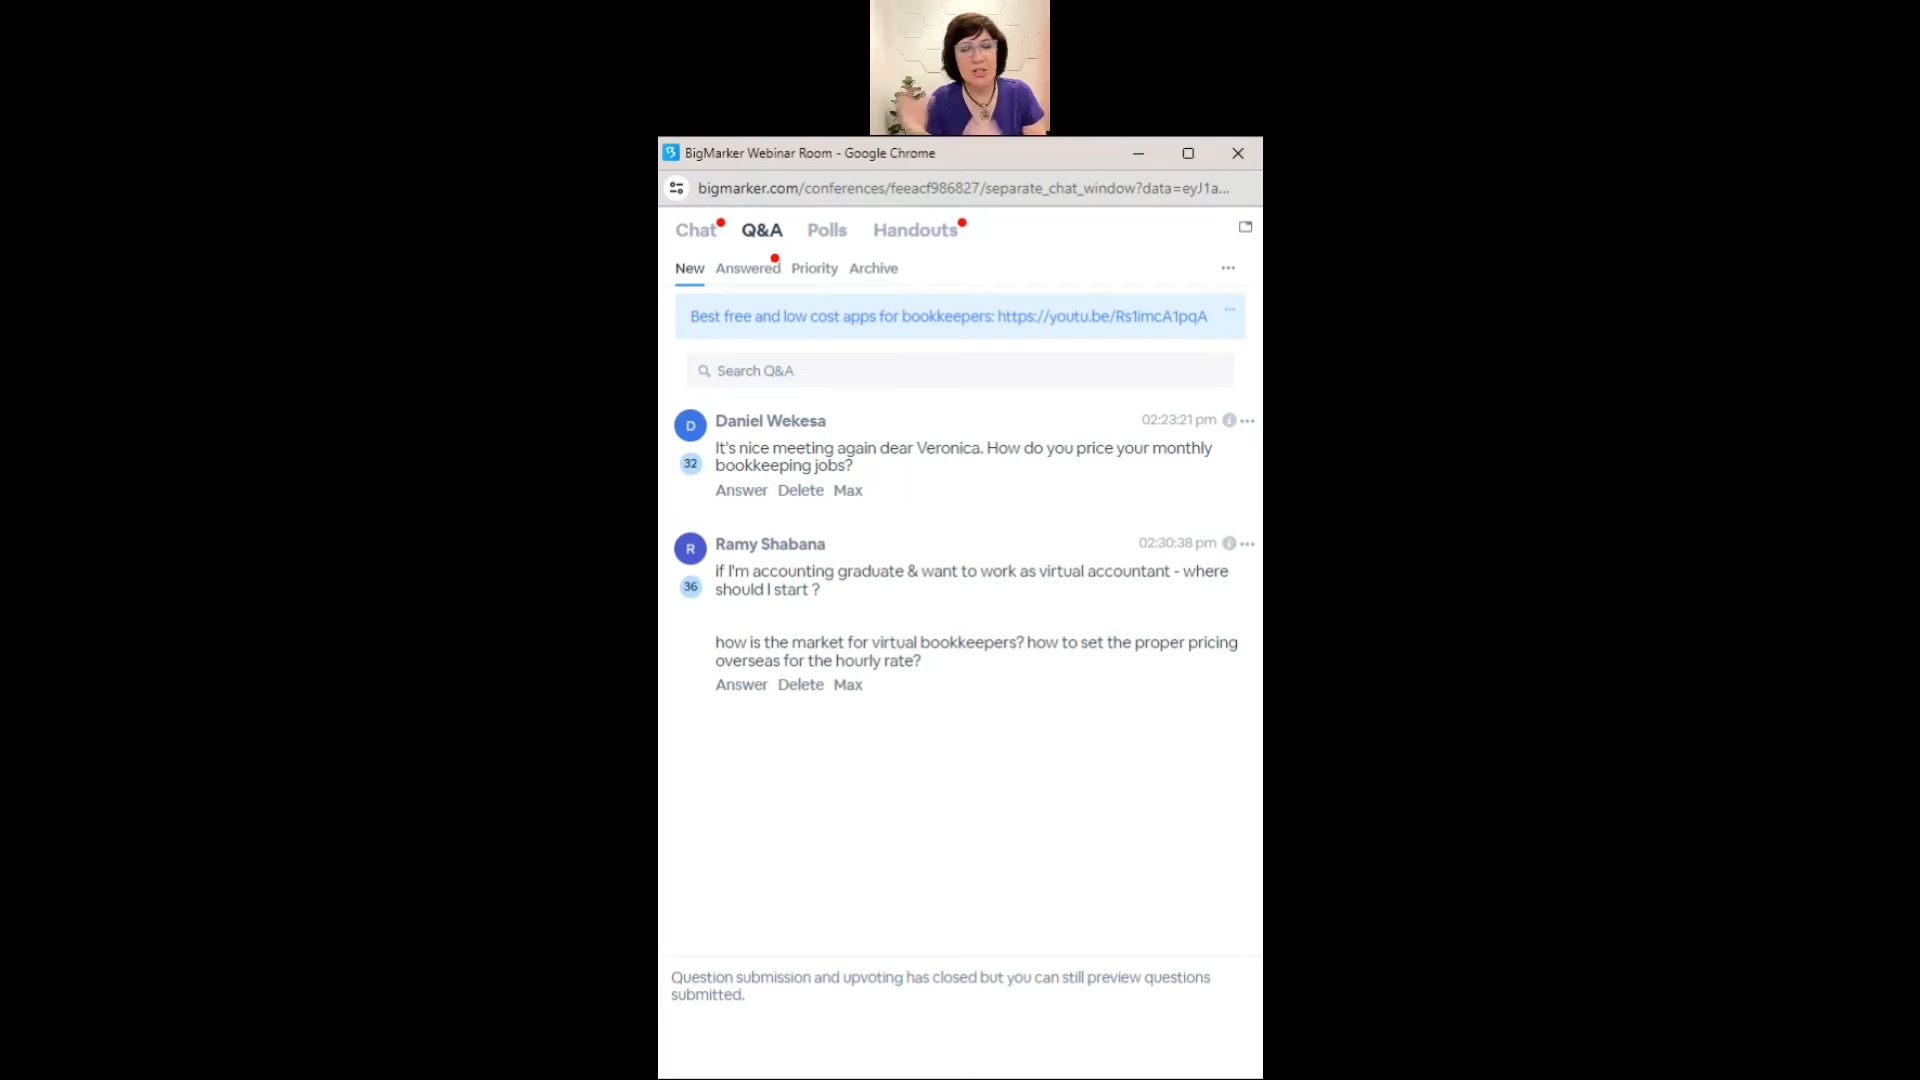 BigMarker Webinar Room - Google Chrome
bigmarker.com/conferences/feeacf986827/separate_chat_window?data=eyJ1a...
Chat Q&A Polls Handouts
New Answered Priority Archive
Best free and low cost apps for bookkeepers: https://youtu.be/Rs1imcA1pqA
Search Q&A
D Daniel Wekesa 02:23:21 pm
It's nice meeting again dear Veronica. How do you price your monthly
32 bookkeeping jobs?
Answer Delete Max
R Ramy Shabana 02:30:38 pm
if I'm accounting graduate & want to work as virtual accountant - where
36 should I start ?
how is the market for virtual bookkeepers? how to set the proper pricing
overseas for the hourly rate?
Answer Delete Max
Question submission and upvoting has closed but you can still preview questions
submitted.